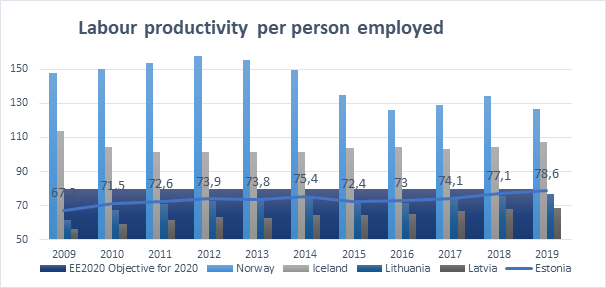 Labour productivity per person employed
150
130
110
90
70
50
71,5 72,6 73,9 73,8 75,4 72,4 73 74,1 77,1 78,6
2009 2010 2011 2012 2013 2014 2015 2016 2017 2018 2019
EE2020 Objective for 2020 Norway Iceland Lithuania Latvia Estonia